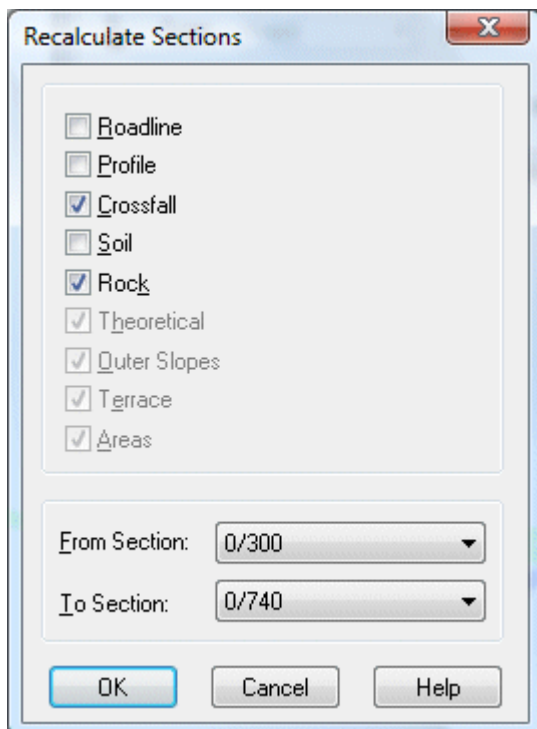 Recalculate Sections
Roadline
Profile
Crossfall
Soil
Rock
Theoretical
Outer Slopes
Terrace
Areas
From Section: 0/300
To Section: 0/740
OK Cancel Help